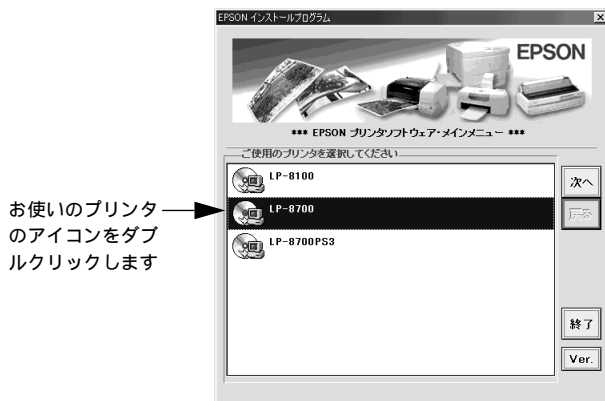 EPSON インストールプログラム
EPSON
*** EPSON プリンタソフトウェア・メインメニュー ***
ご使用のプリンタを選択してください
LP-8100
LP-8700
LP-8700PS3
次へ
戻る
終了
Ver.
お使いのプリンタ
のアイコンをダブ
ルクリックします